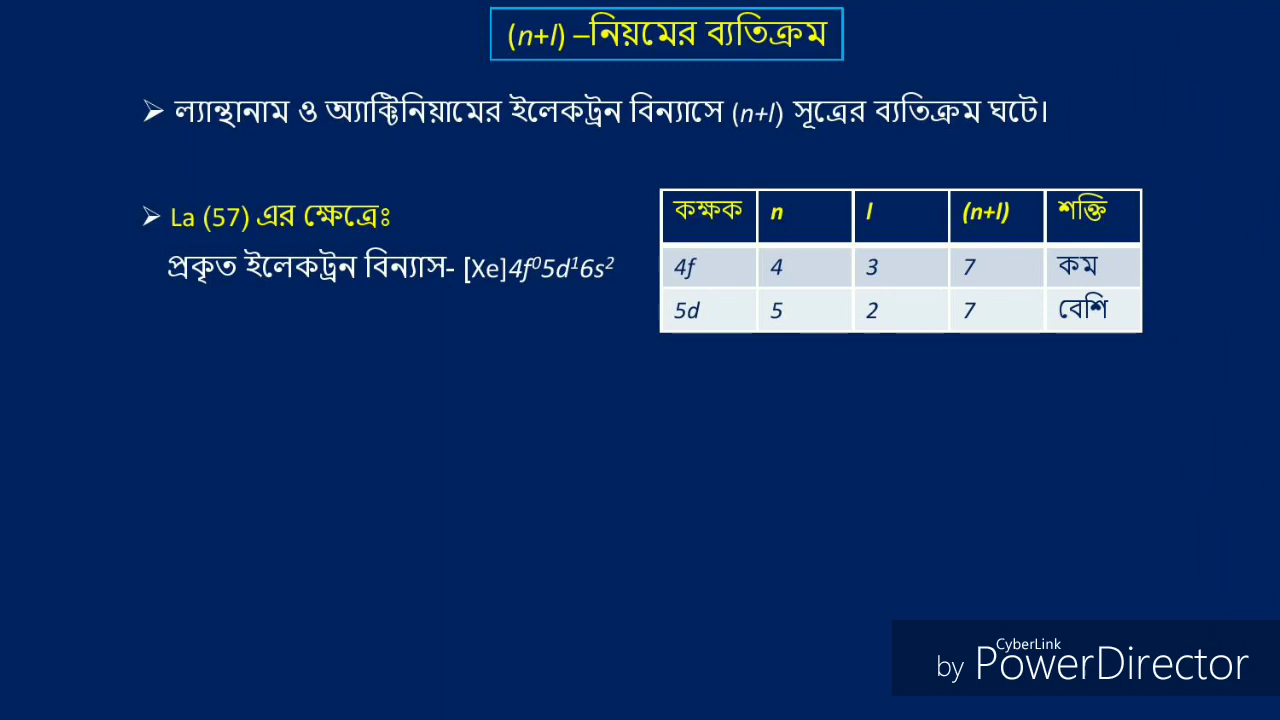 (n+l) –নিয়মের ব্যতিক্রম
➢ ল্যান্থানাম ও অ্যাক্টিনিয়ামের ইলেকট্রন বিন্যাসে (n+l) সূত্রের ব্যতিক্রম ঘটে।
➢ La (57) এর ক্ষেত্রেঃ
প্রকৃত ইলেকট্রন বিন্যাস- [Xe]4f⁰5d¹6s²
কক্ষক n l (n+l) শক্তি
4f 4 3 7 কম
5d 5 2 7 বেশি
CyberLink
by PowerDirector